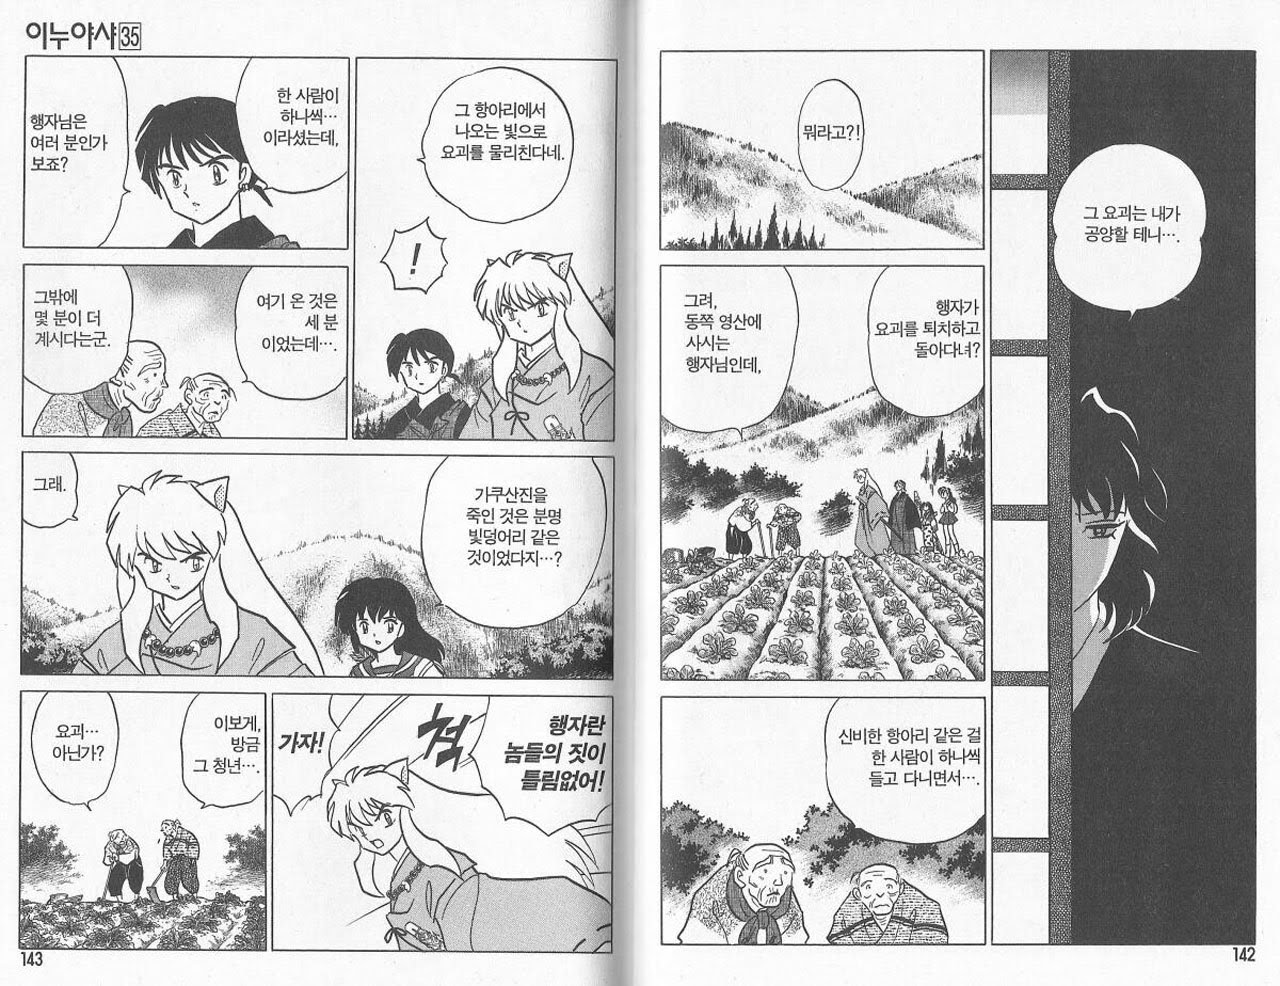 이누야샤 35
그 요괴는 내가
공양할 테니….
뭐라고?!
행자가
요괴를 퇴치하고
돌아다녀?
그려,
동쪽 영산에
사시는
행자님인데,
신비한 항아리 같은 걸
한 사람이 하나씩
들고 다니면서….
142
그 항아리에서
나오는 빛으로
요괴를 물리친다네.
!
한 사람이
하나씩…
이라셨는데,
행자님은
여러 분인가
보죠?
여기 온 것은
세 분
이었는데….
그밖에
몇 분이 더
계시다는군.
가쿠산진을
죽인 것은 분명
빛덩어리 같은
것이었다지…?
그래.
행자란
놈들의 짓이
틀림없어!
가자!
척
이보게,
방금
그 청년….
요괴…
아닌가?
143